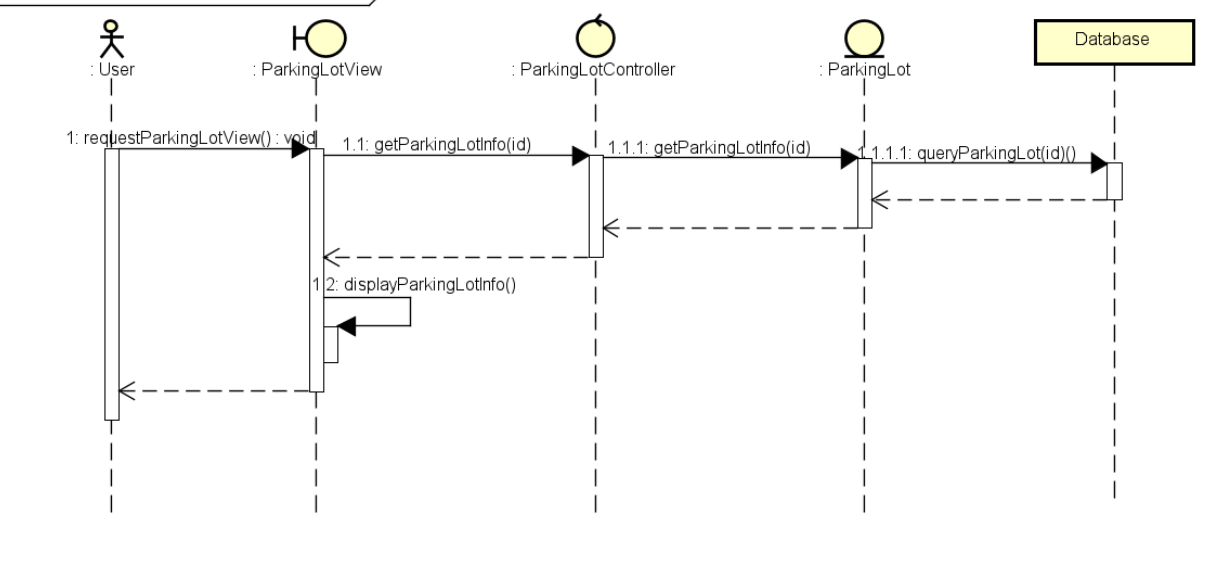 : User
: ParkingLotView
: ParkingLotController
: ParkingLot
Database
1: requestParkingLotView() : void
1.1: getParkingLotInfo(id)
1.1.1: getParkingLotInfo(id)
1.1.1.1: queryParkingLot(id)()
1.2: displayParkingLotInfo()